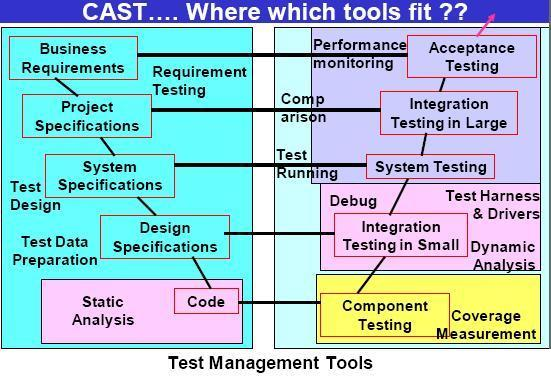 CAST.... Where which tools fit ??
Business
Requirements
Requirement
Testing
Performance
monitoring
Acceptance
Testing
Project
Specifications
Comp
arison
Integration
Testing in Large
System
Specifications
Test
Running
System Testing
Test
Design
Debug
Test Harness
& Drivers
Design
Specifications
Integration
Testing in Small
Test Data
Preparation
Dynamic
Analysis
Static
Analysis
Code
Component
Testing
Coverage
Measurement
Test Management Tools